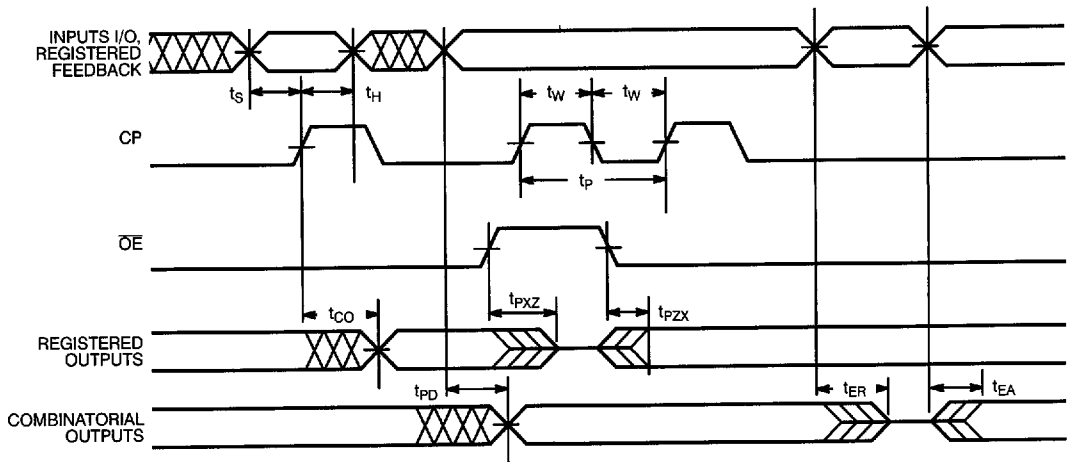 INPUTS I/O,
REGISTERED
FEEDBACK
tS
tH
tW
tW
CP
tP
OE
tCO
tPXZ
tPZX
REGISTERED
OUTPUTS
tPD
tER
tEA
COMBINATORIAL
OUTPUTS